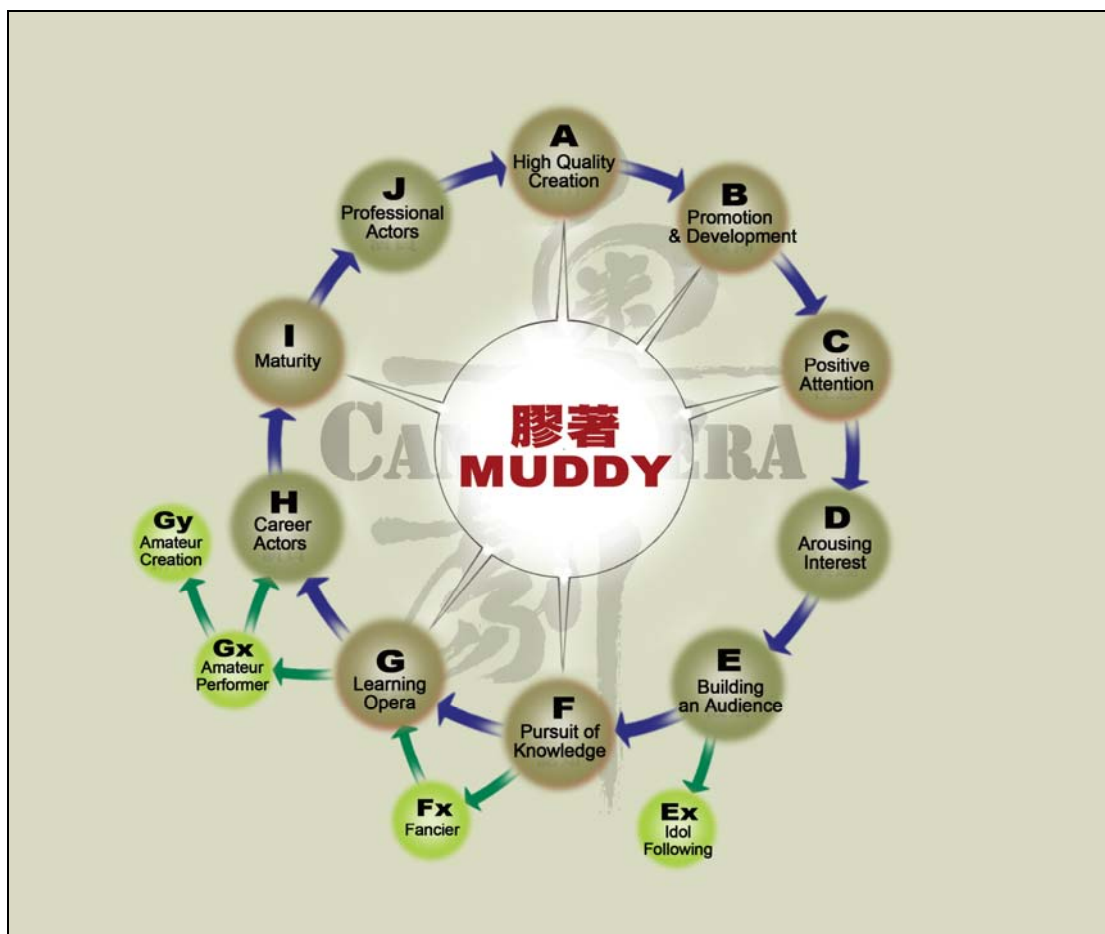 A
High Quality
Creation
B
Promotion
& Development
C
Positive
Attention
D
Arousing
Interest
E
Building
an Audience
Ex
Idol
Following
F
Pursuit of
Knowledge
Fx
Fancier
G
Learning
Opera
Gx
Amateur
Performer
Gy
Amateur
Creation
H
Career
Actors
I
Maturity
J
Professional
Actors
膠著
MUDDY